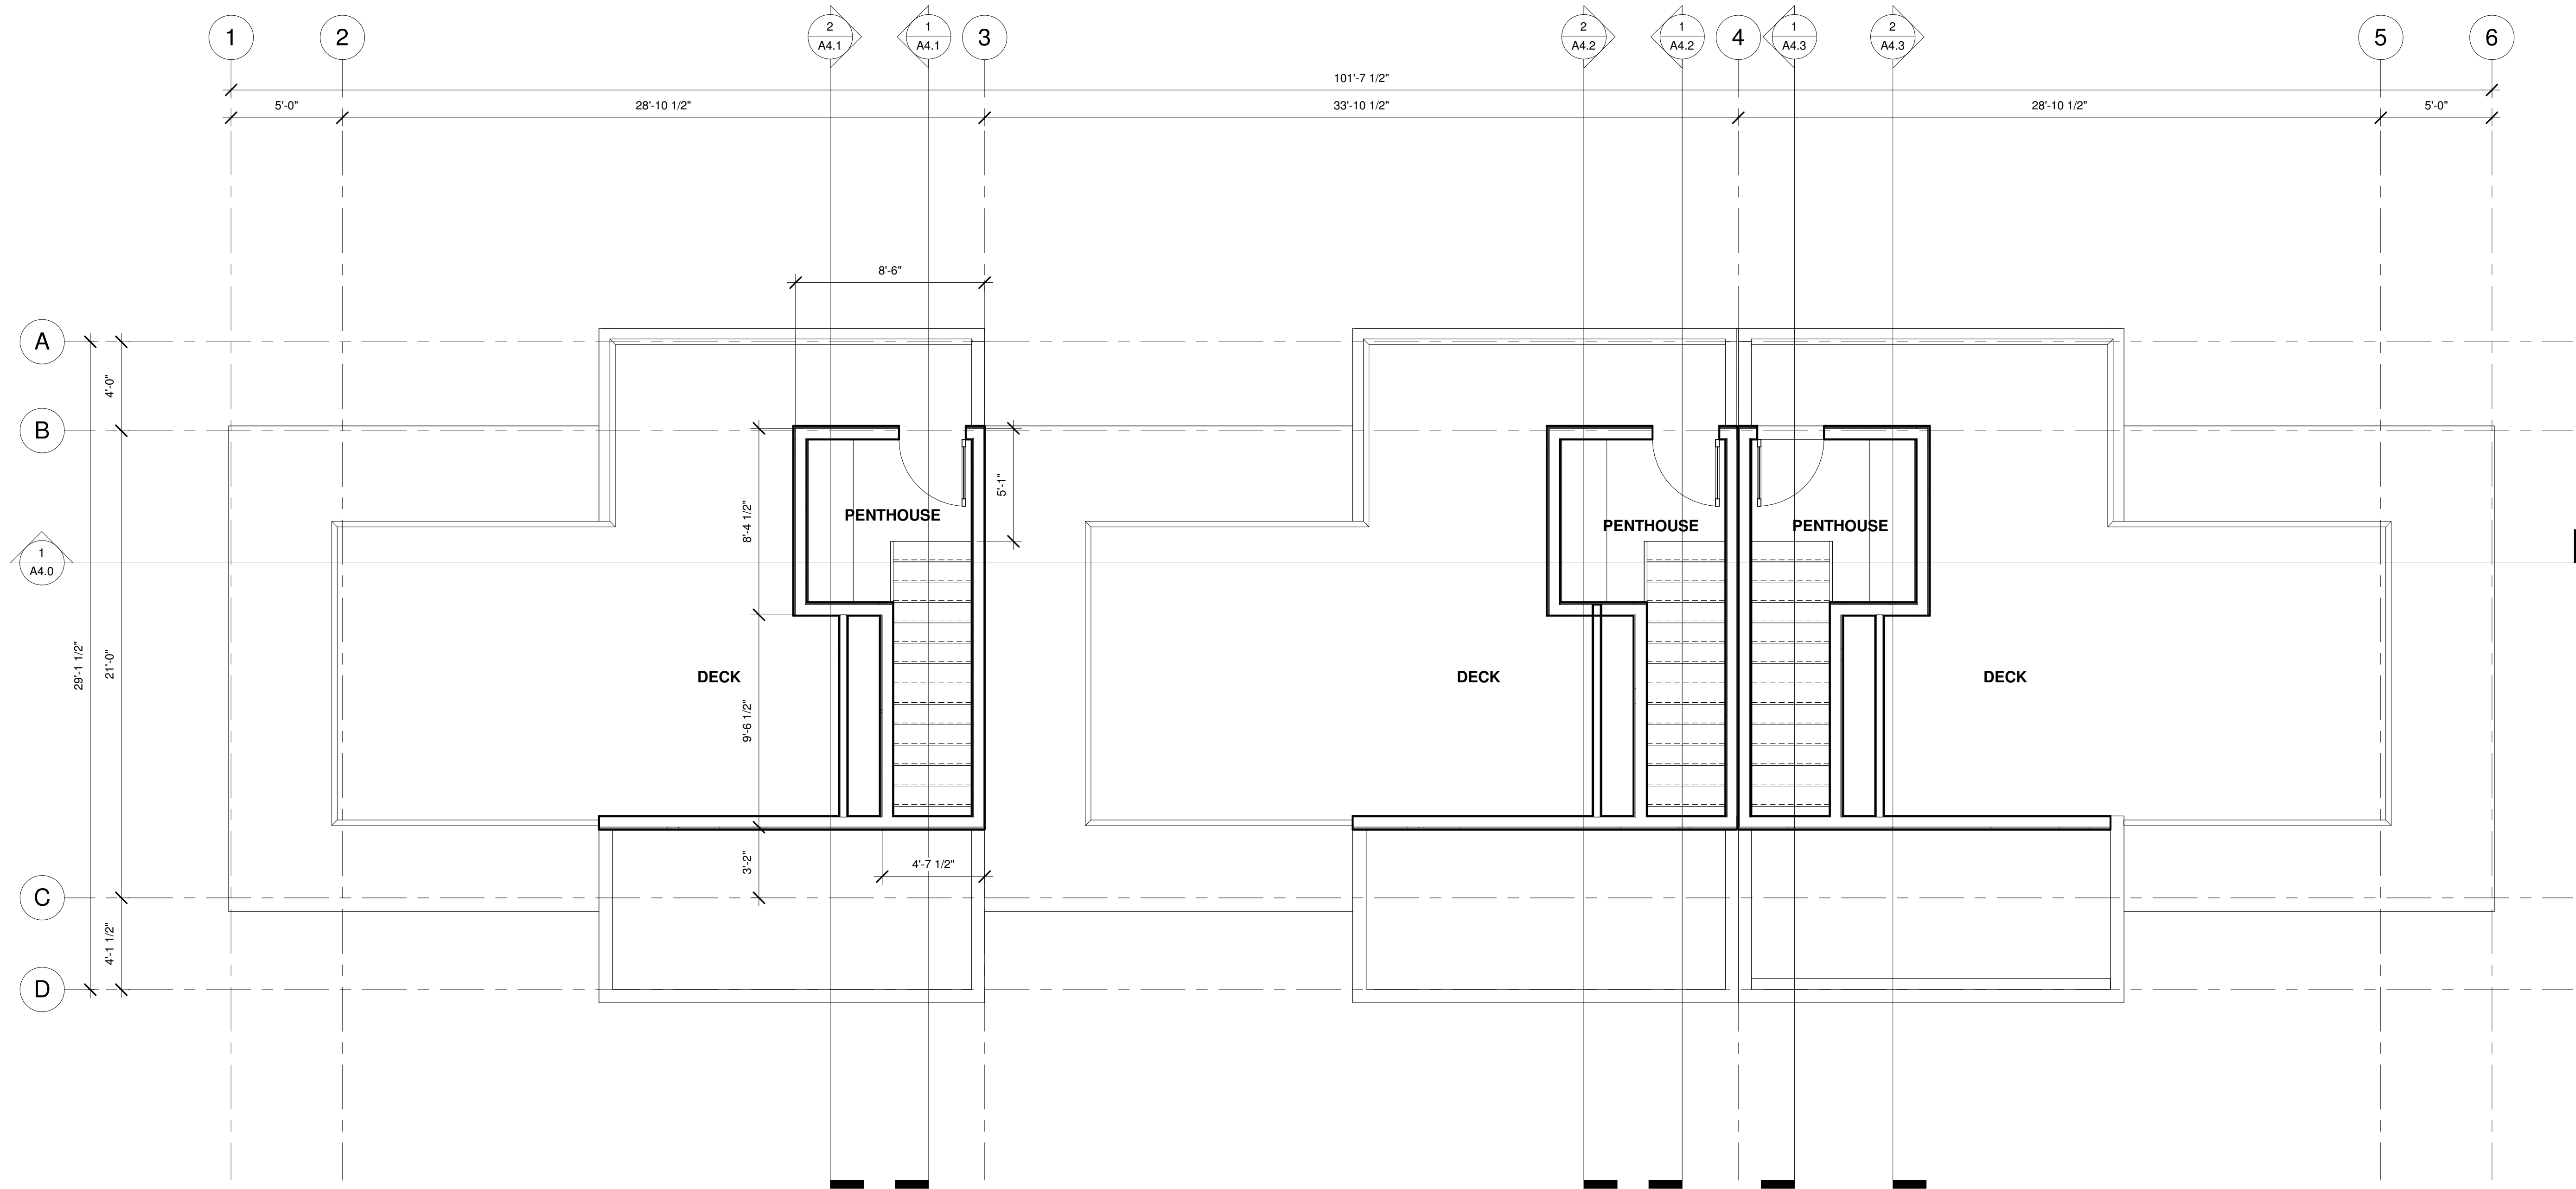 1
2
2
A4.1
1
A4.1
3
2
A4.2
1
A4.2
4
1
A4.3
2
A4.3
5
6
101'-7 1/2"
5'-0"
28'-10 1/2"
33'-10 1/2"
28'-10 1/2"
5'-0"
8'-6"
A
4'-0"
B
5'-1"
8'-4 1/2"
PENTHOUSE
PENTHOUSE
PENTHOUSE
1
A4.0
29'-1 1/2"
21'-0"
DECK
DECK
DECK
9'-6 1/2"
3'-2"
4'-7 1/2"
C
4'-1 1/2"
D